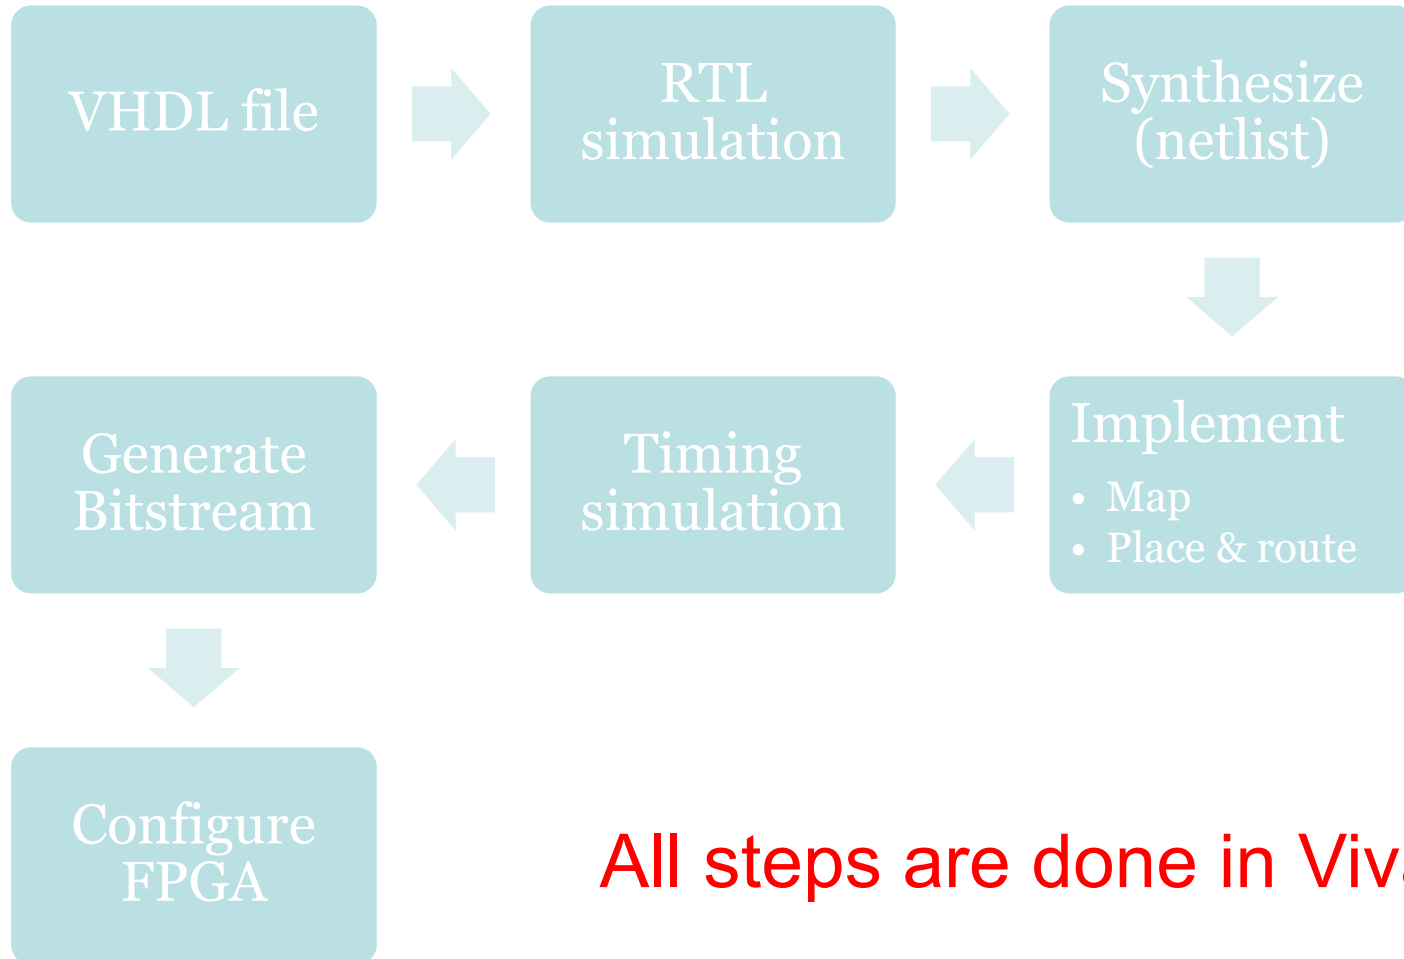 VHDL file
RTL
simulation
Synthesize
(netlist)
Implement
• Map
• Place & route
Timing
simulation
Generate
Bitstream
Configure
FPGA
All steps are done in